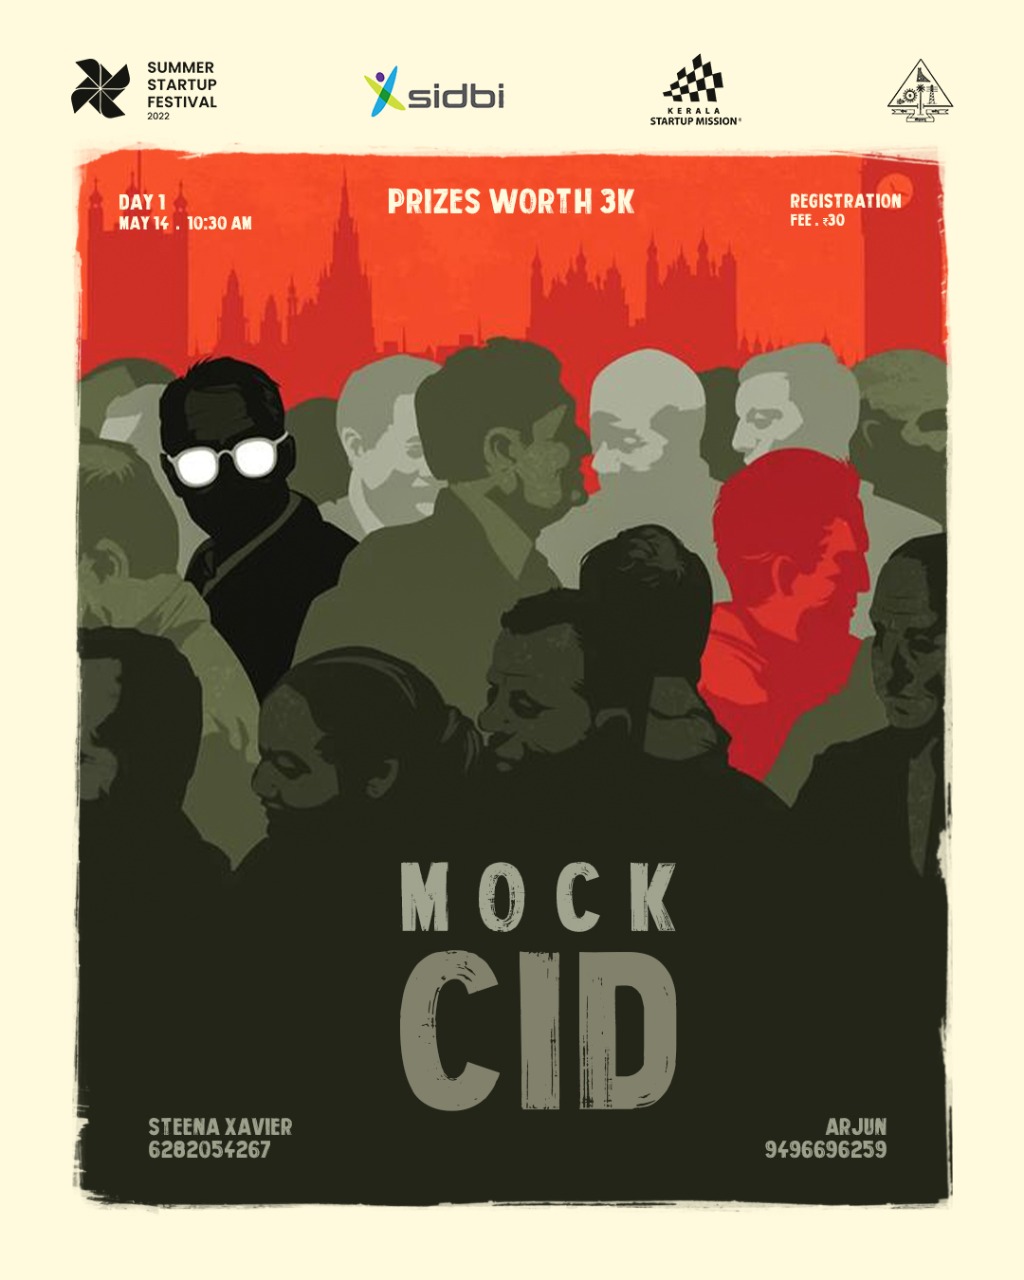 SUMMER
STARTUP
FESTIVAL
2022
sidbi
KERALA
STARTUP MISSION®
DAY 1
MAY 14 . 10:30 AM
PRIZES WORTH 3K
REGISTRATION
FEE . ₹30
MOCK
CID
STEENA XAVIER
6282054267
ARJUN
9496696259